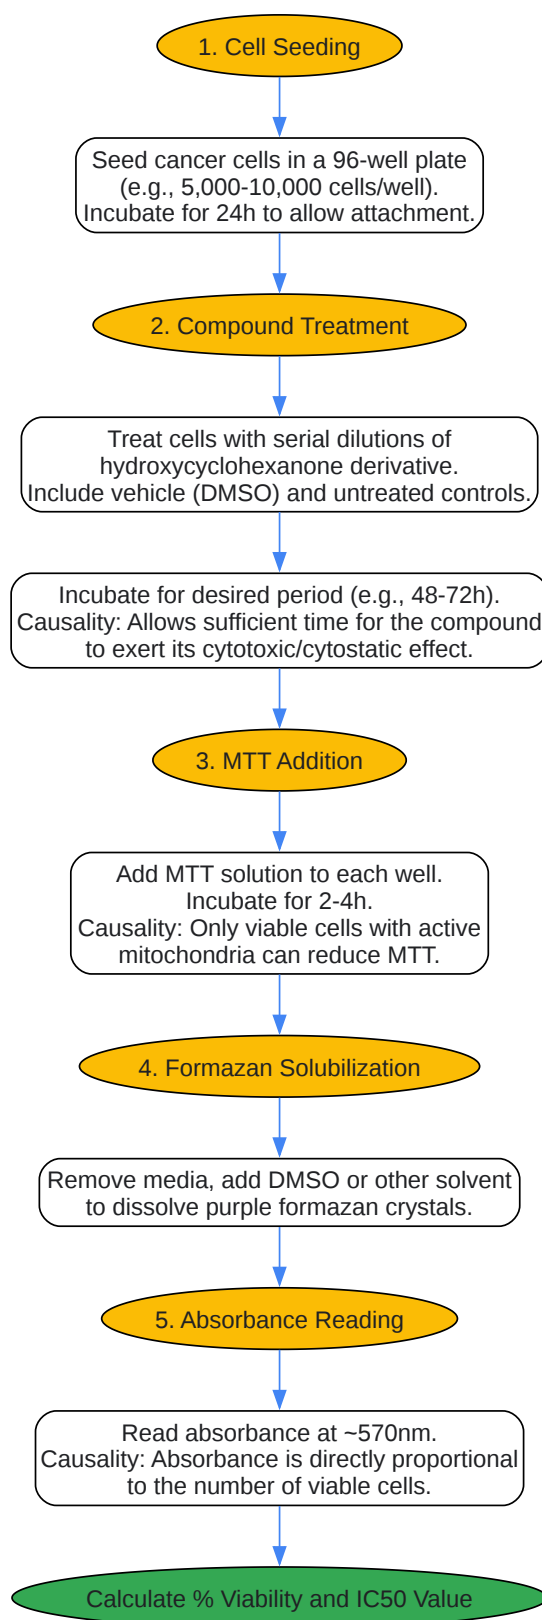 1. Cell Seeding
Seed cancer cells in a 96-well plate
(e.g., 5,000-10,000 cells/well).
Incubate for 24h to allow attachment.
2. Compound Treatment
Treat cells with serial dilutions of
hydroxycyclohexanone derivative.
Include vehicle (DMSO) and untreated controls.
Incubate for desired period (e.g., 48-72h).
Causality: Allows sufficient time for the compound
to exert its cytotoxic/cytostatic effect.
3. MTT Addition
Add MTT solution to each well.
Incubate for 2-4h.
Causality: Only viable cells with active
mitochondria can reduce MTT.
4. Formazan Solubilization
Remove media, add DMSO or other solvent
to dissolve purple formazan crystals.
5. Absorbance Reading
Read absorbance at ~570nm.
Causality: Absorbance is directly proportional
to the number of viable cells.
Calculate % Viability and IC50 Value